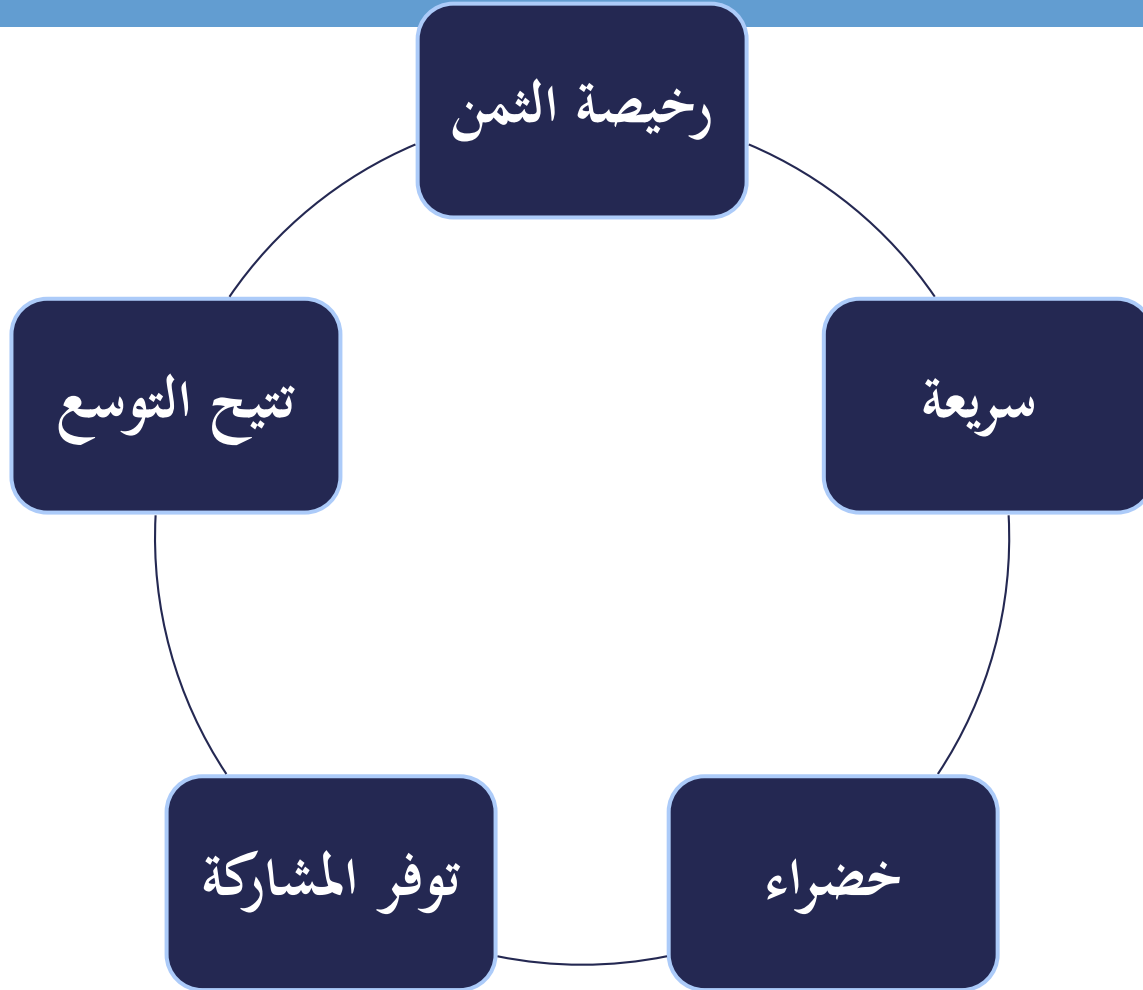 رخيصة الثمن
سريعة
خضراء
توفر المشاركة
تتيح التوسع